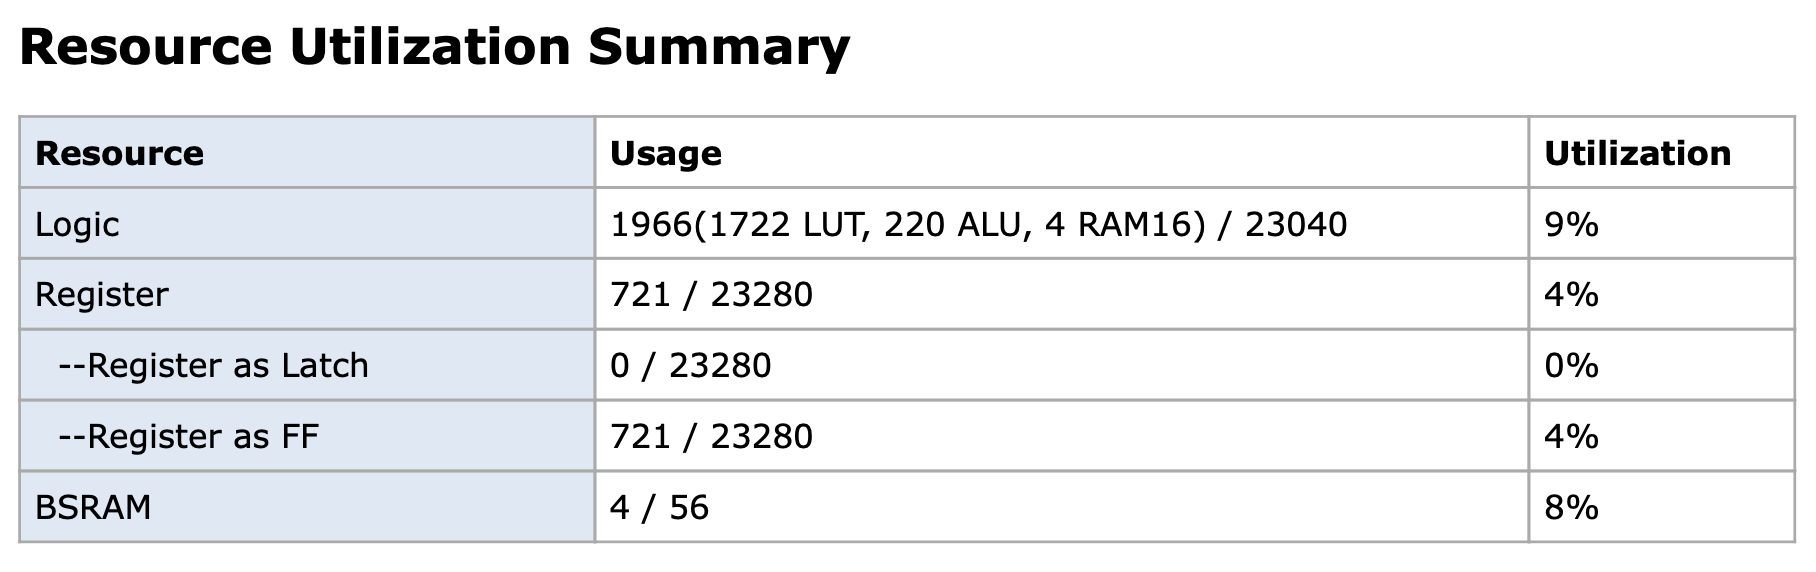 Resource Utilization Summary
Resource Usage Utilization
Logic 1966(1722 LUT, 220 ALU, 4 RAM16) / 23040 9%
Register 721 / 23280 4%
--Register as Latch 0 / 23280 0%
--Register as FF 721 / 23280 4%
BSRAM 4 / 56 8%